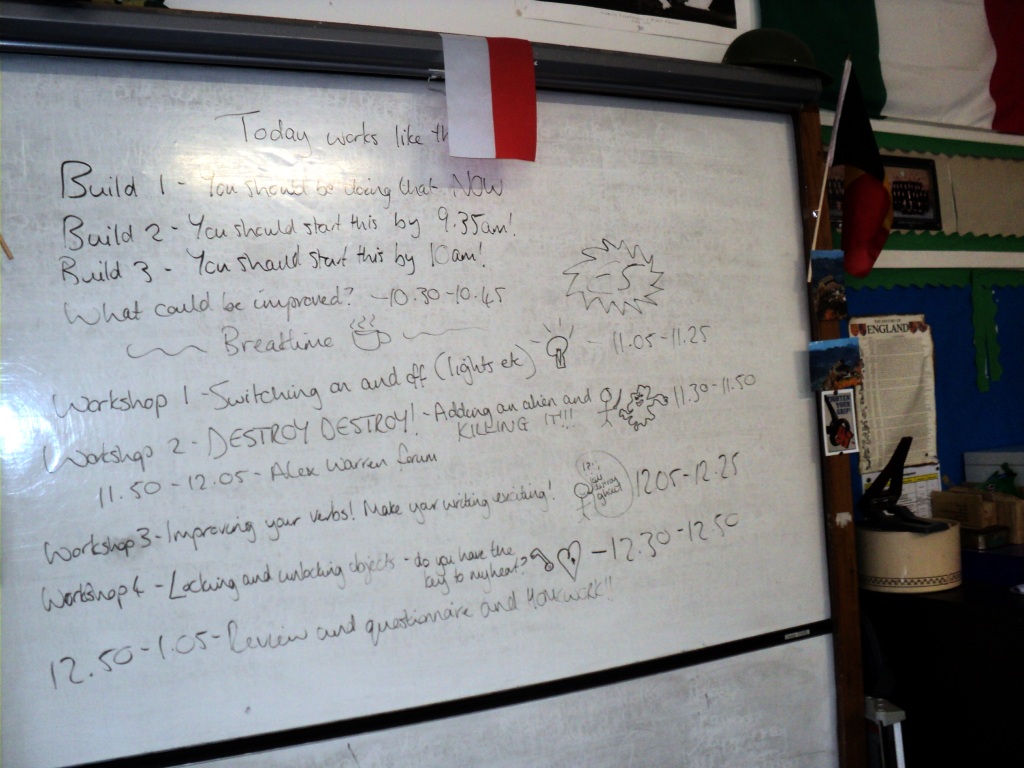 Today works like th
Build 1 - You should be doing that NOW
Build 2 - You should start this by 9.35am!
Build 3 - You should start this by 10am!
What could be improved? -10.30-10.45
-5
Breaktime
Workshop 1 - Switching on and off (lights etc) - 11.05-11.25
Workshop 2 - DESTROY DESTROY! - Adding an alien and KILLING IT!!! 11.30-11.50
11.50-12.05- Alex Warren forum
Workshop 3 - Improving your verbs! Make your writing exciting! 1205-12.25
Workshop 4 - Locking and unlocking objects - do you have the key to my heart? - 12.30-12.50
12.50-1.05- Review and questionnaire and HOMEWORK!!
ENGLAND